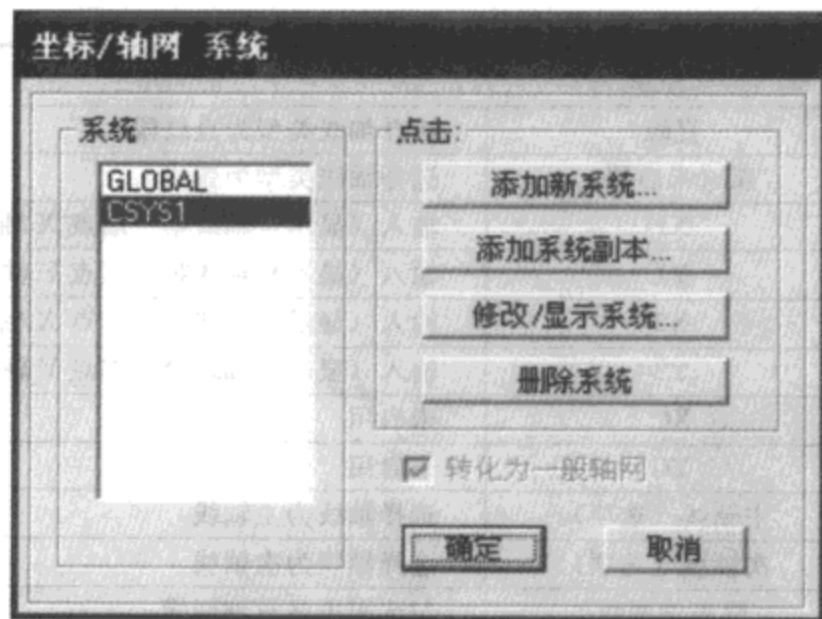 坐标/轴网 系统
系统
GLOBAL
CSYS1
点击:
添加新系统...
添加系统副本...
修改/显示系统...
删除系统
转化为一般轴网
确定
取消